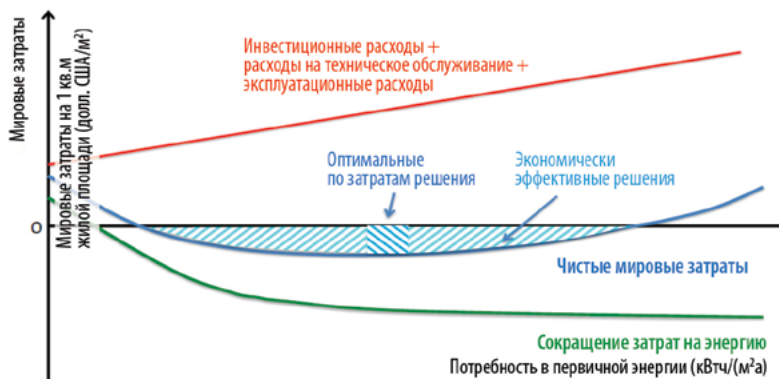 Мировые затраты
Мировые затраты на 1 кв.м
жилой площади (долл. США/м²)
Инвестиционные расходы +
расходы на техническое обслуживание +
эксплуатационные расходы
Оптимальные
по затратам решения
Экономически
эффективные решения
О
Чистые мировые затраты
Сокращение затрат на энергию
Потребность в первичной энергии (кВтч/(м²а)